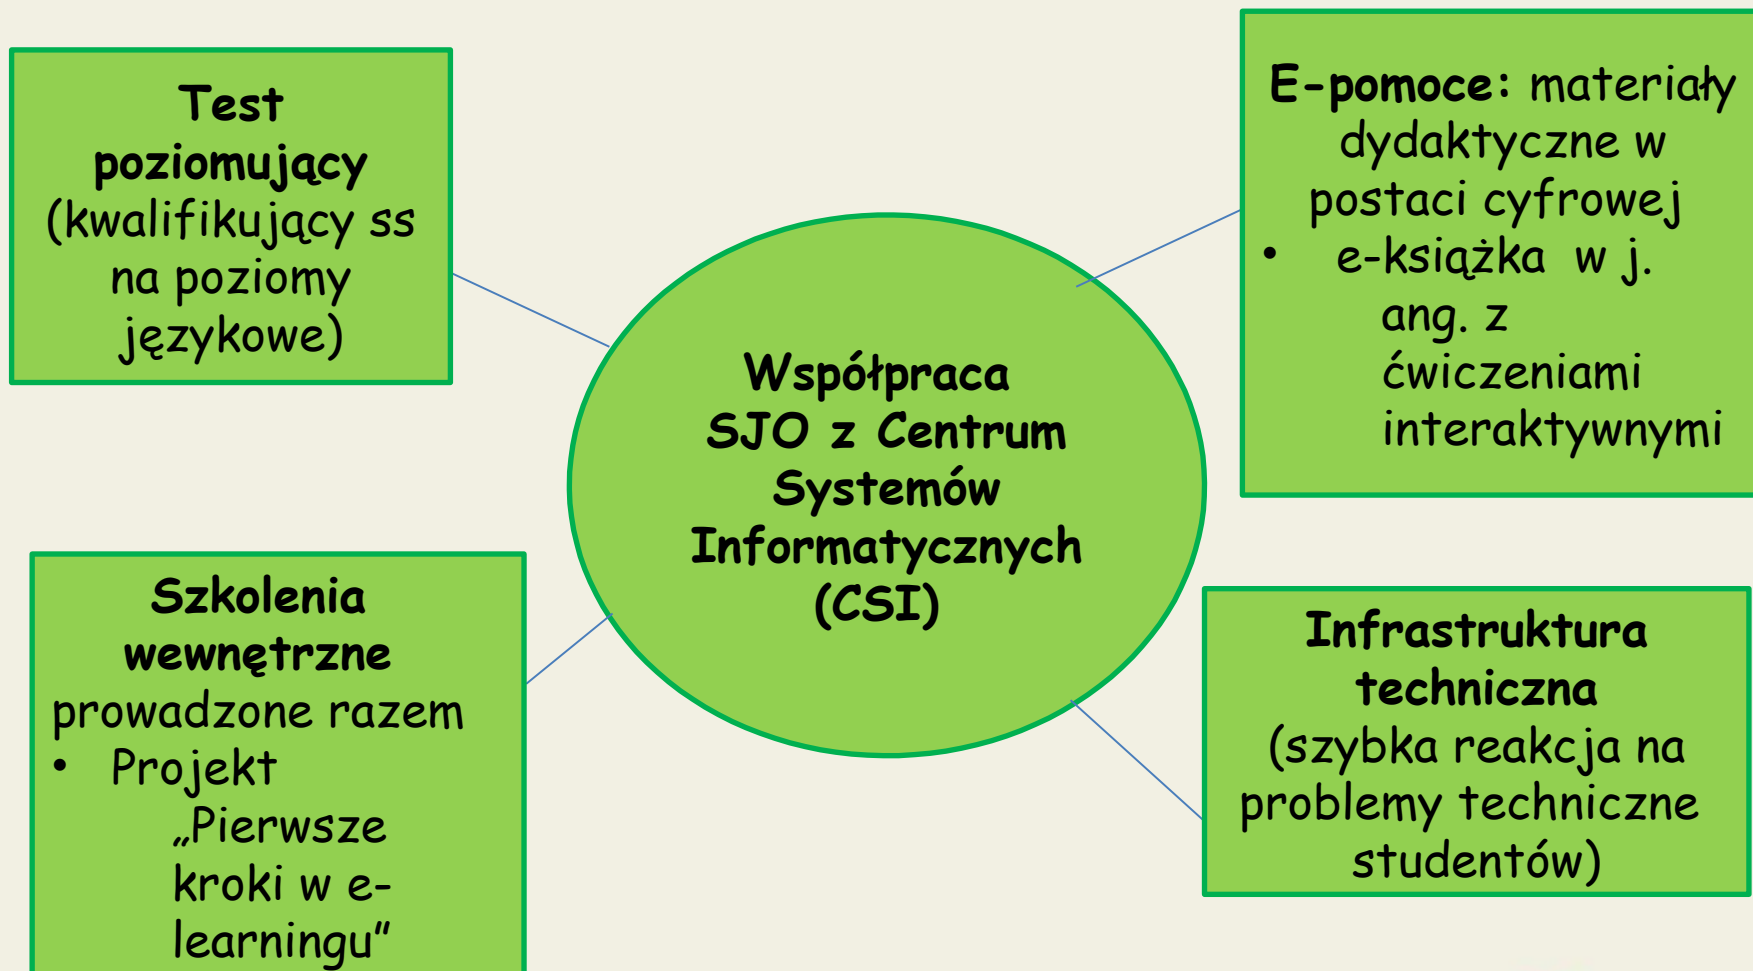 Test
poziomujący
(kwalifikujący ss
na poziomy
językowe)
E-pomoce: materiały
dydaktyczne w
postaci cyfrowej
• e-książka w j.
ang. z
ćwiczeniami
interaktywnymi
Współpraca
SJO z Centrum
Systemów
Informatycznych
(CSI)
Szkolenia
wewnętrzne
prowadzone razem
• Projekt
„Pierwsze
kroki w e-
learningu”
Infrastruktura
techniczna
(szybka reakcja na
problemy techniczne
studentów)